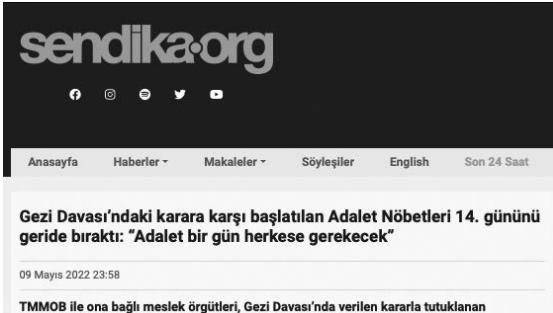 sendika.org
Anasayfa Haberler Makaleler Söyleşiler English Son 24 Saat
Gezi Davası’ndaki karara karşı başlatılan Adalet Nöbetleri 14. gününü
geride bıraktı: “Adalet bir gün herkese gerekecek”
09 Mayıs 2022 23:58
TMMOB ile ona bağlı meslek örgütleri, Gezi Davası’nda verilen kararla tutuklanan